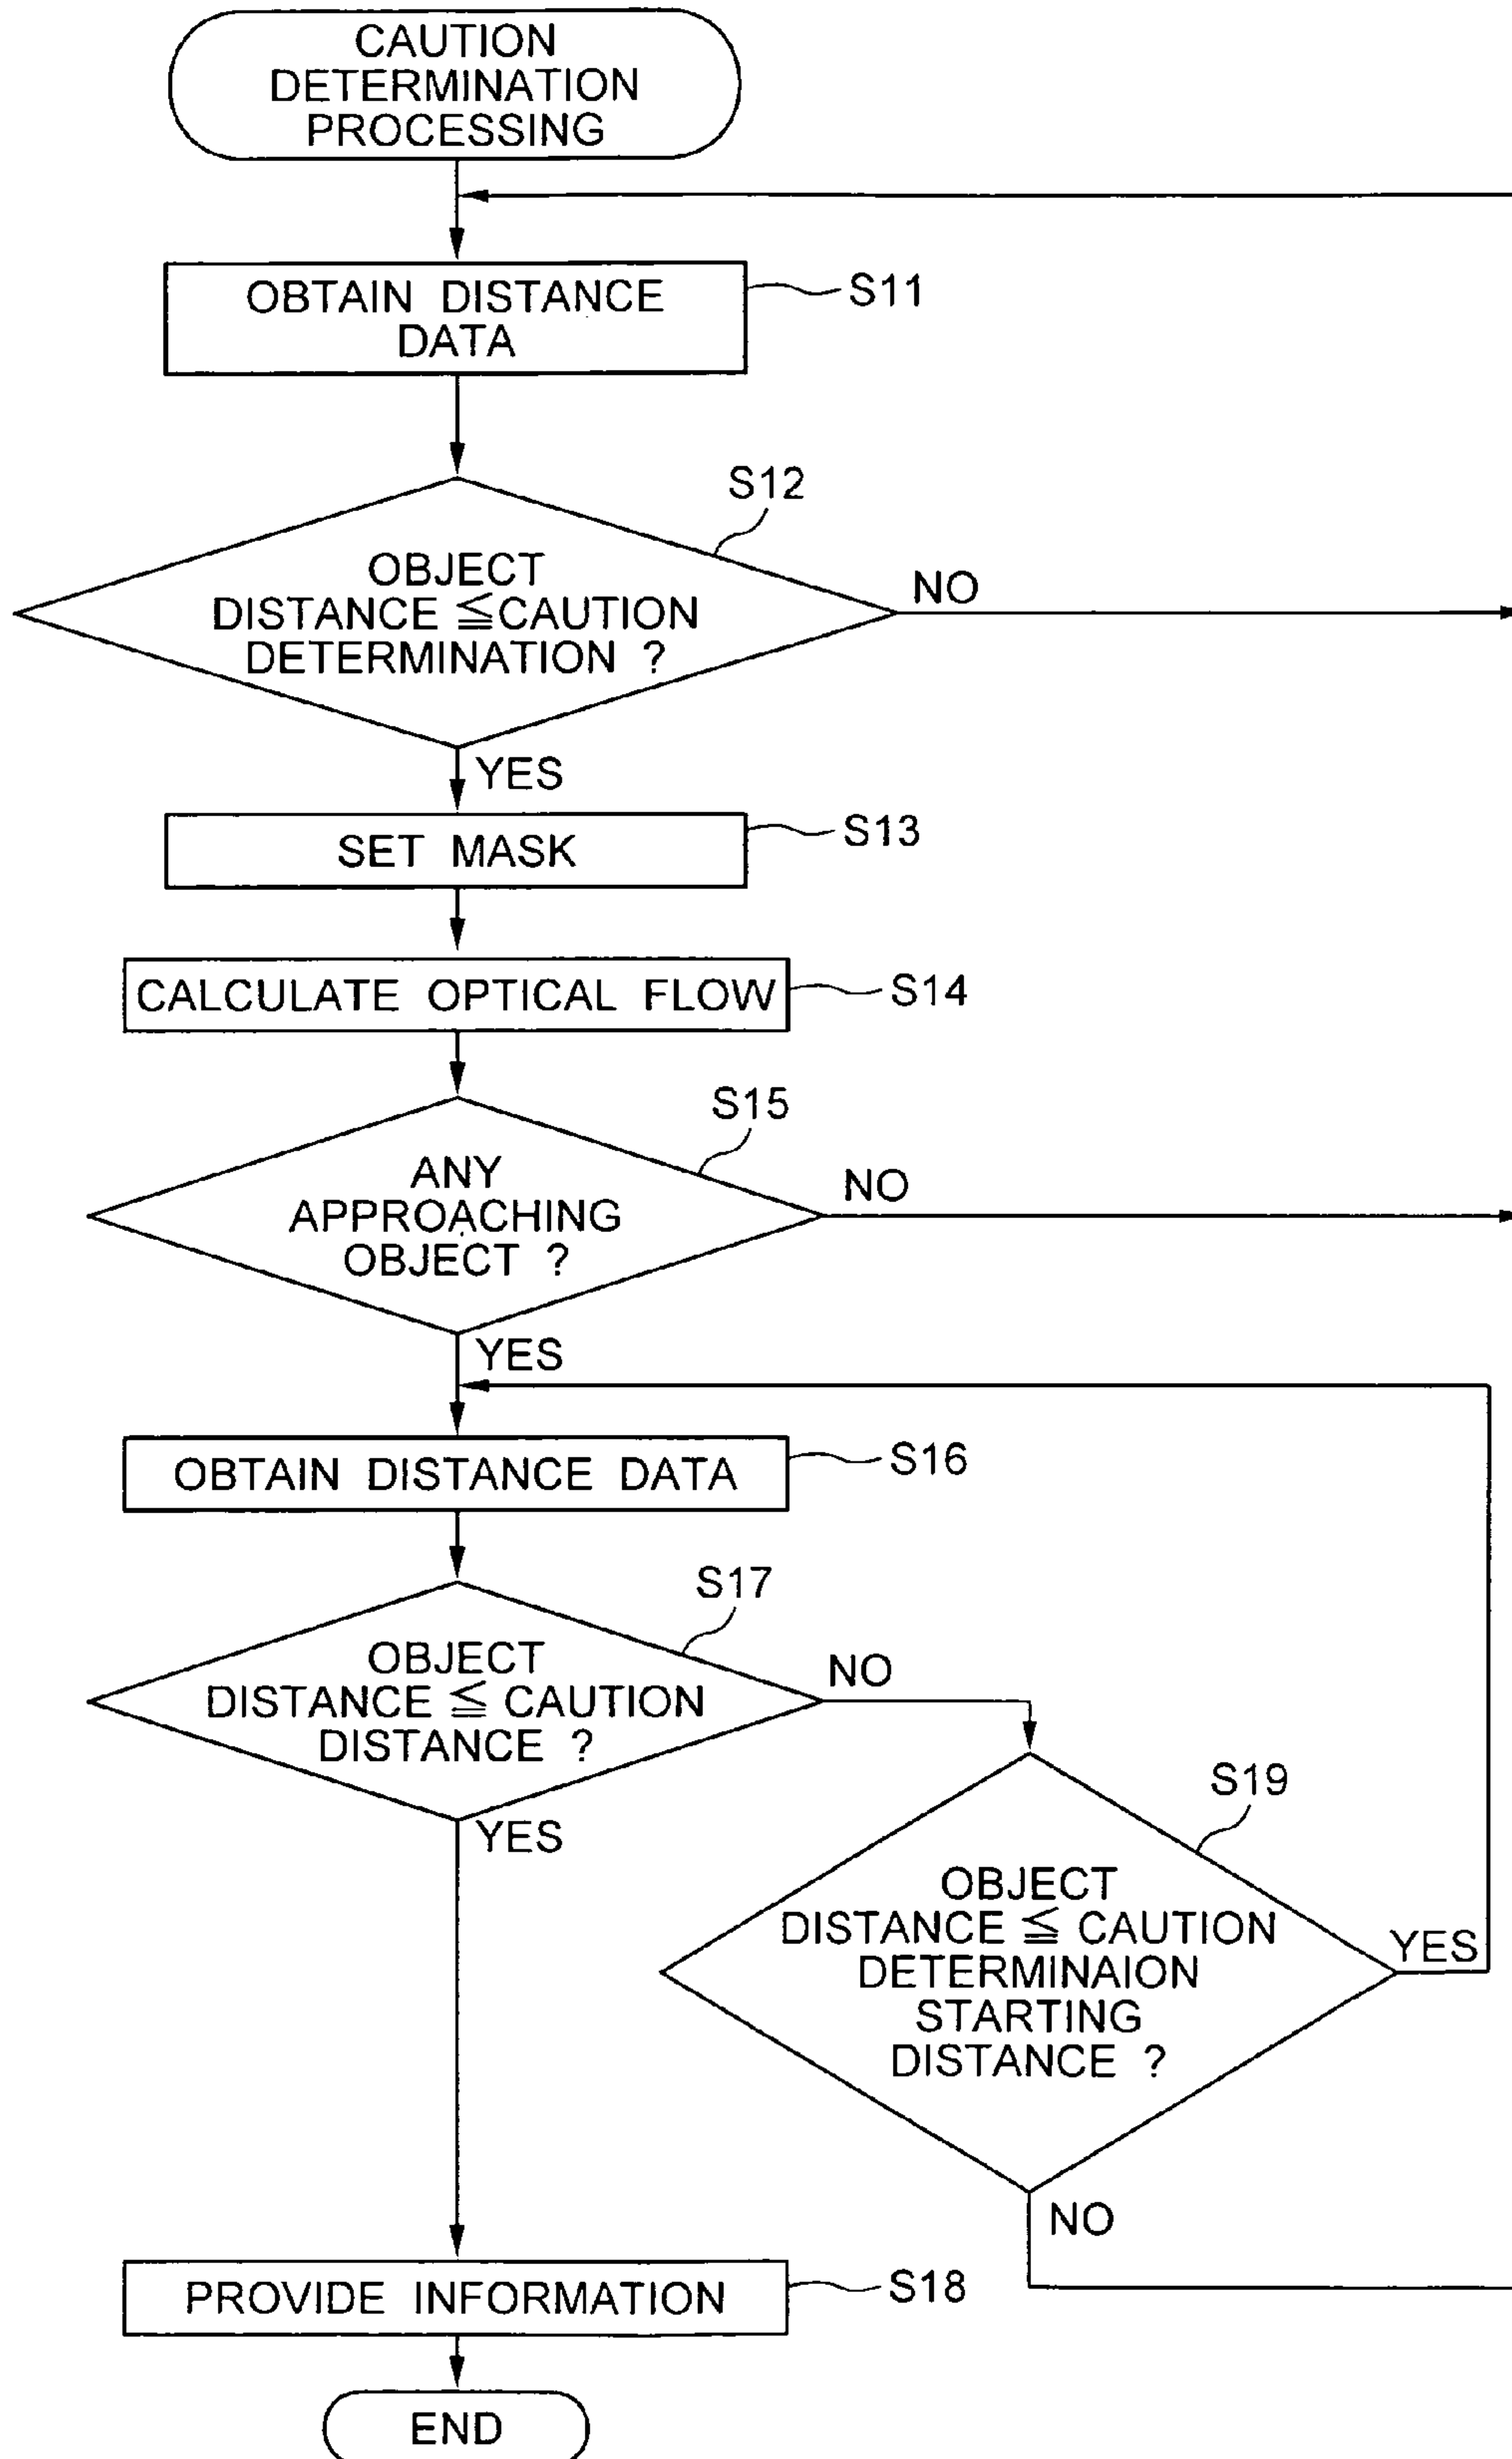 CAUTION
DETERMINATION
PROCESSING
OBTAIN DISTANCE
DATA
S11
S12
OBJECT
DISTANCE ≦CAUTION
DETERMINATION ?
NO
YES
SET MASK
S13
CALCULATE OPTICAL FLOW
S14
S15
ANY
APPROACHING
OBJECT ?
NO
YES
OBTAIN DISTANCE DATA
S16
S17
OBJECT
DISTANCE ≦ CAUTION
DISTANCE ?
NO
YES
S19
OBJECT
DISTANCE ≦ CAUTION
DETERMINAION
STARTING
DISTANCE ?
YES
NO
PROVIDE INFORMATION
S18
END